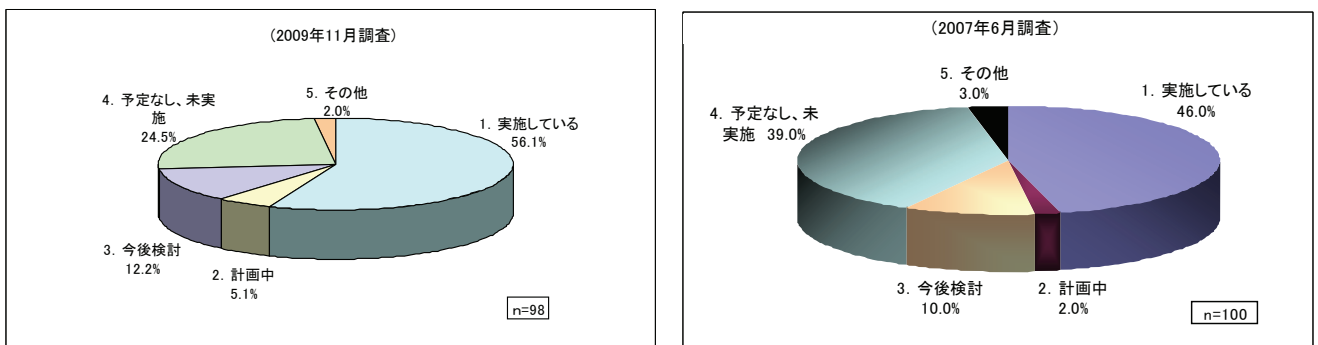 （2009年11月調査）
5．その他
2.0%
4．予定なし、未実
施
24.5%
1．実施している
56.1%
3．今後検討
12.2%
2．計画中
5.1%
n=98
（2007年6月調査）
5．その他
3.0%
1．実施している
46.0%
4．予定なし、未
実施 39.0%
3．今後検討
10.0%
2．計画中
2.0%
n=100